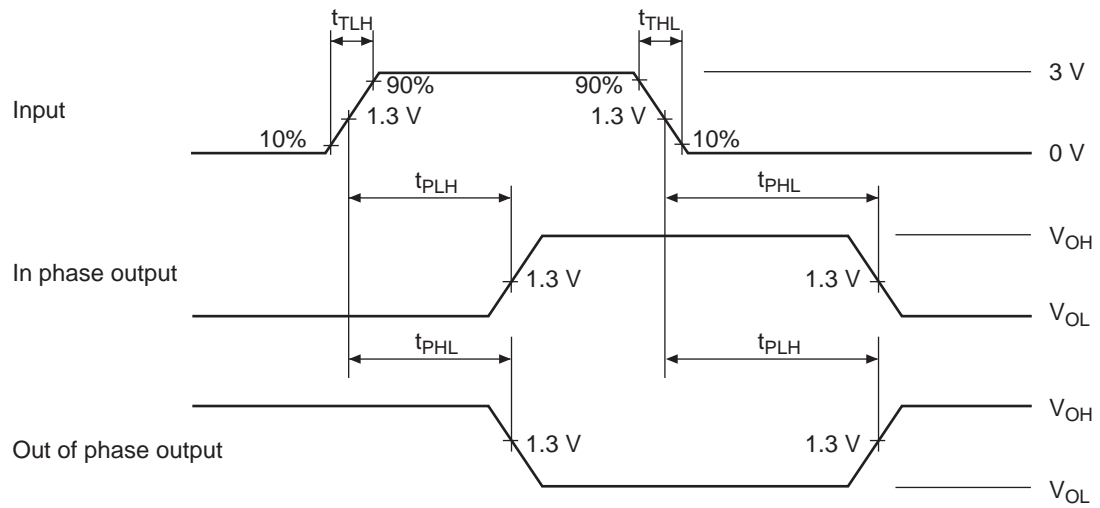 tTLH
tTHL
3 V
90%
90%
Input
1.3 V
1.3 V
10%
10%
0 V
tPLH
tPHL
VOH
In phase output
1.3 V
1.3 V
VOL
tPHL
tPLH
VOH
Out of phase output
1.3 V
1.3 V
VOL